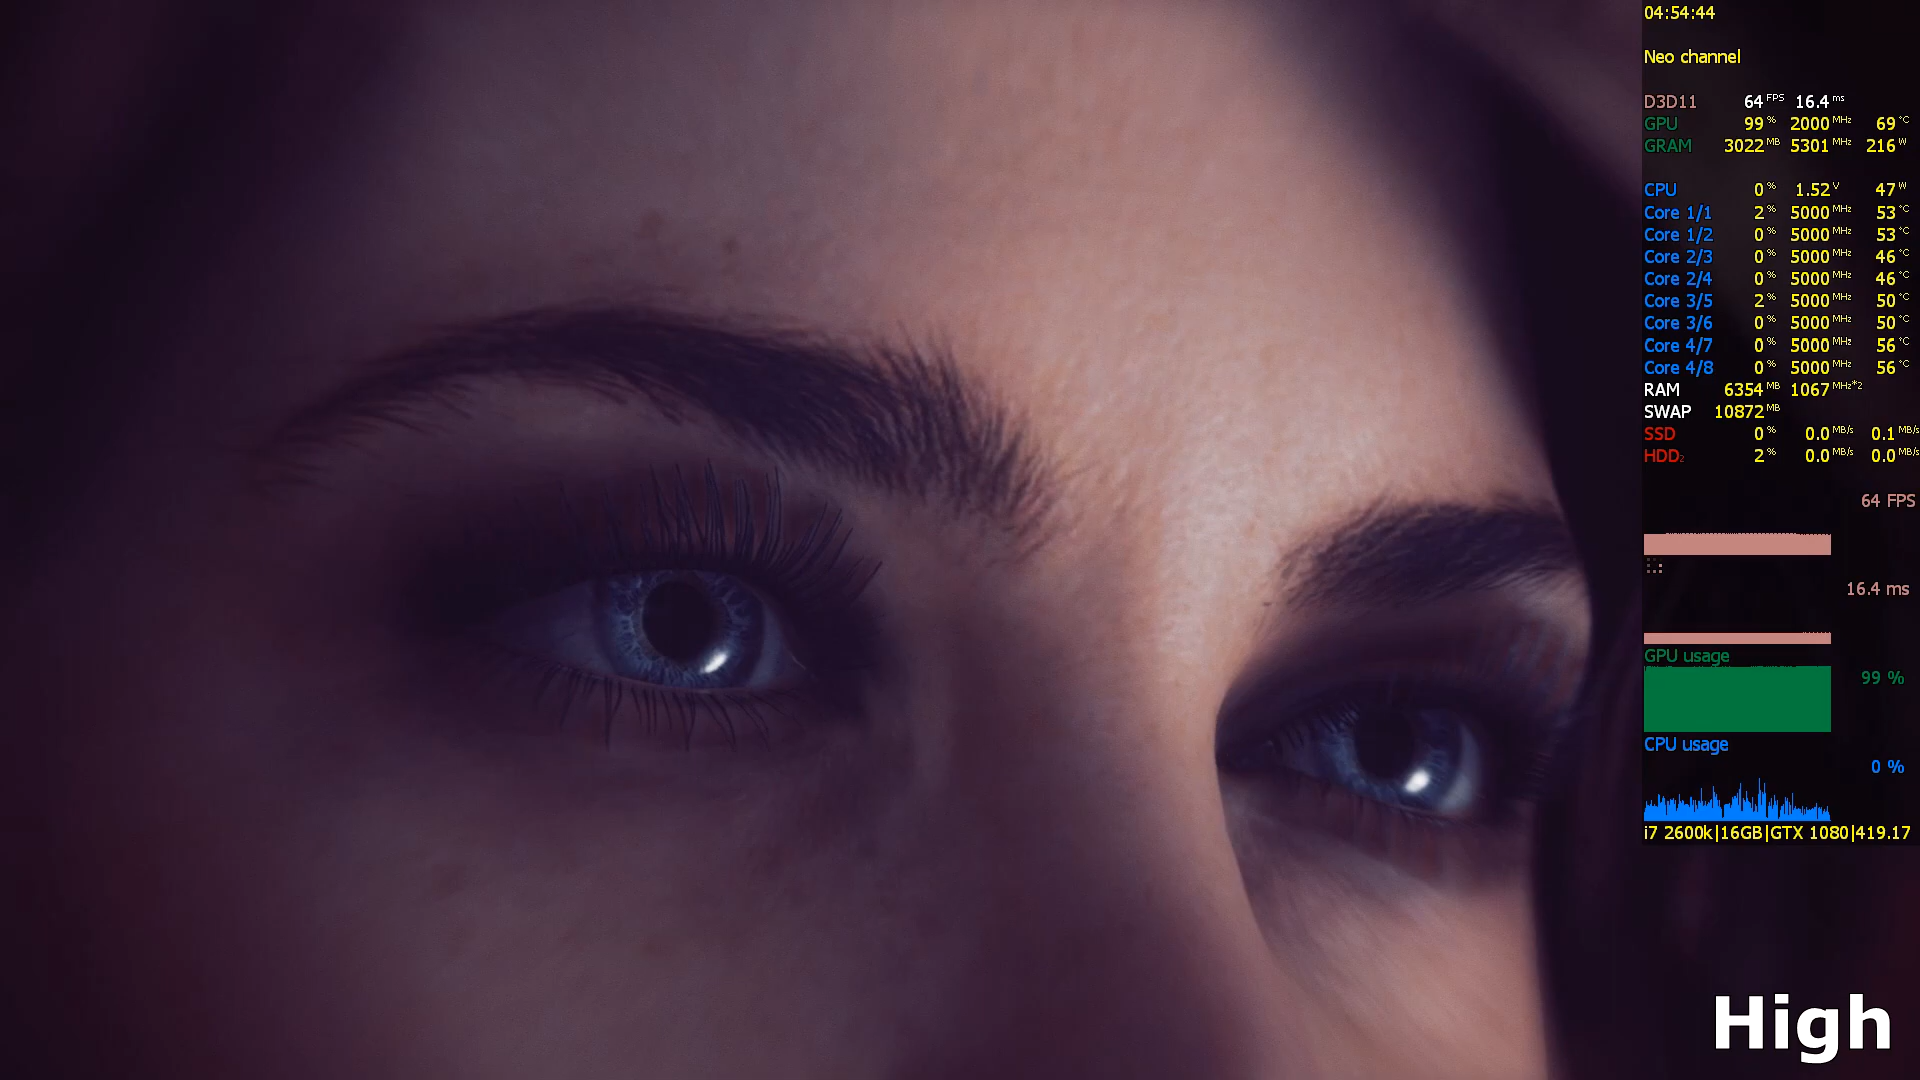 04:54:44
Neo channel
D3D11 64 FPS 16.4 ms
GPU 99 % 2000 MHz 69 °C
GRAM 3022 MB 5301 MHz 216 W
CPU 0 % 1.52 V 47 W
Core 1/1 2 % 5000 MHz 53 °C
Core 1/2 0 % 5000 MHz 53 °C
Core 2/3 0 % 5000 MHz 46 °C
Core 2/4 0 % 5000 MHz 46 °C
Core 3/5 2 % 5000 MHz 50 °C
Core 3/6 0 % 5000 MHz 50 °C
Core 4/7 0 % 5000 MHz 56 °C
Core 4/8 0 % 5000 MHz 56 °C
RAM 6354 MB 1067 MHz*2
SWAP 10872 MB
SSD 0 % 0.0 MB/s 0.1 MB/s
HDD2 2 % 0.0 MB/s 0.0 MB/s
64 FPS
16.4 ms
GPU usage
99 %
CPU usage
0 %
i7 2600k|16GB|GTX 1080|419.17
High